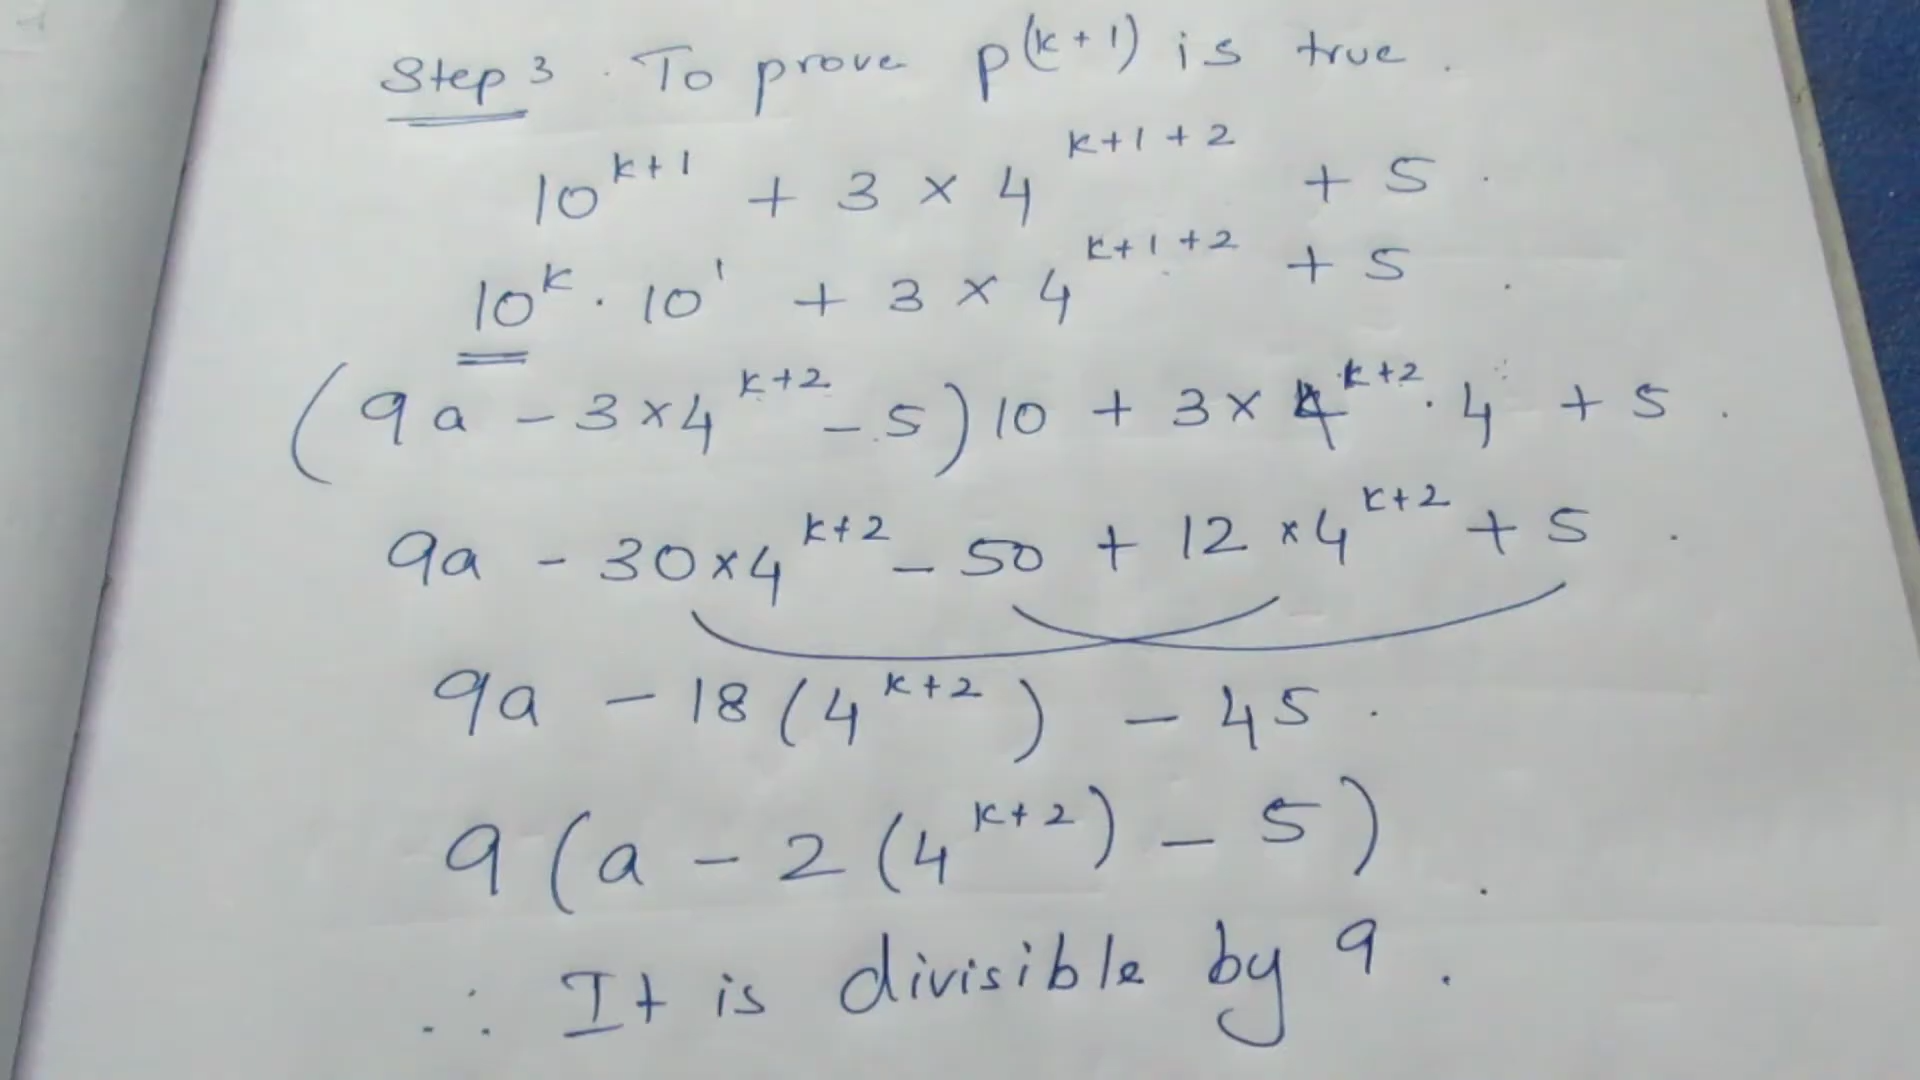 Step 3. To prove p(k+1) is true.
10^{k+1} + 3 × 4^{k+1+2} + 5.
10^k · 10^1 + 3 × 4^{k+1+2} + 5
(9a - 3×4^{k+2} - 5) 10 + 3× 4^{k+2} · 4 + 5.
9a - 30×4^{k+2} - 50 + 12 ×4^{k+2} + 5.
9a - 18 (4^{k+2}) - 45.
9 (a - 2 (4^{k+2}) - 5)
∴ It is divisible by 9.